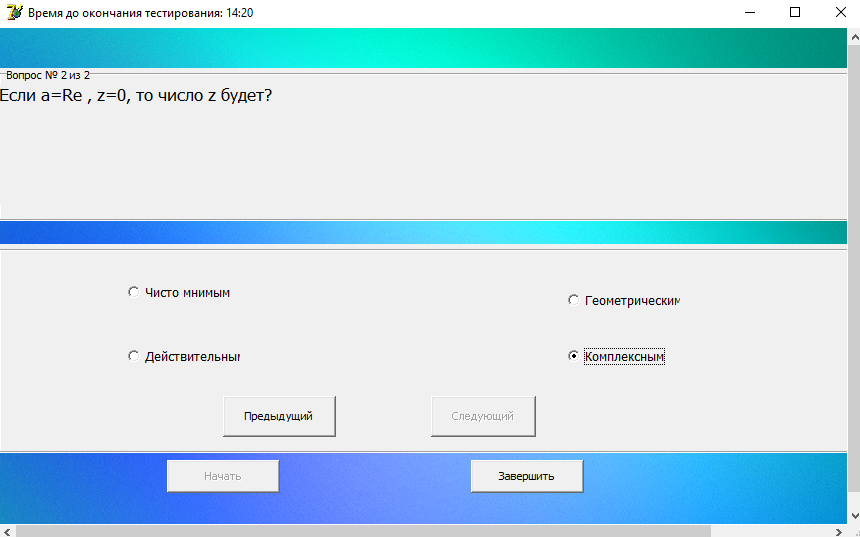 Время до окончания тестирования: 14:20
Вопрос № 2 из 2
Если a=Re , z=0, то число z будет?
Чисто мнимым
Геометрическим
Действительным
Комплексным
Предыдущий
Следующий
Начать
Завершить